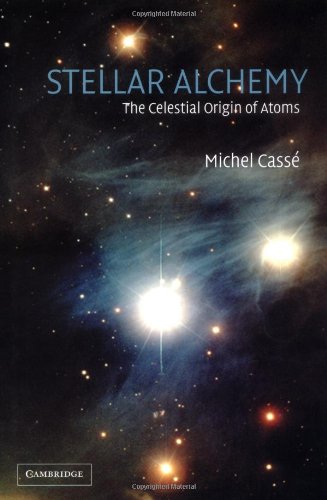 STELLAR ALCHEMY
The Celestial Origin of Atoms
Michel Cassé
CAMBRIDGE